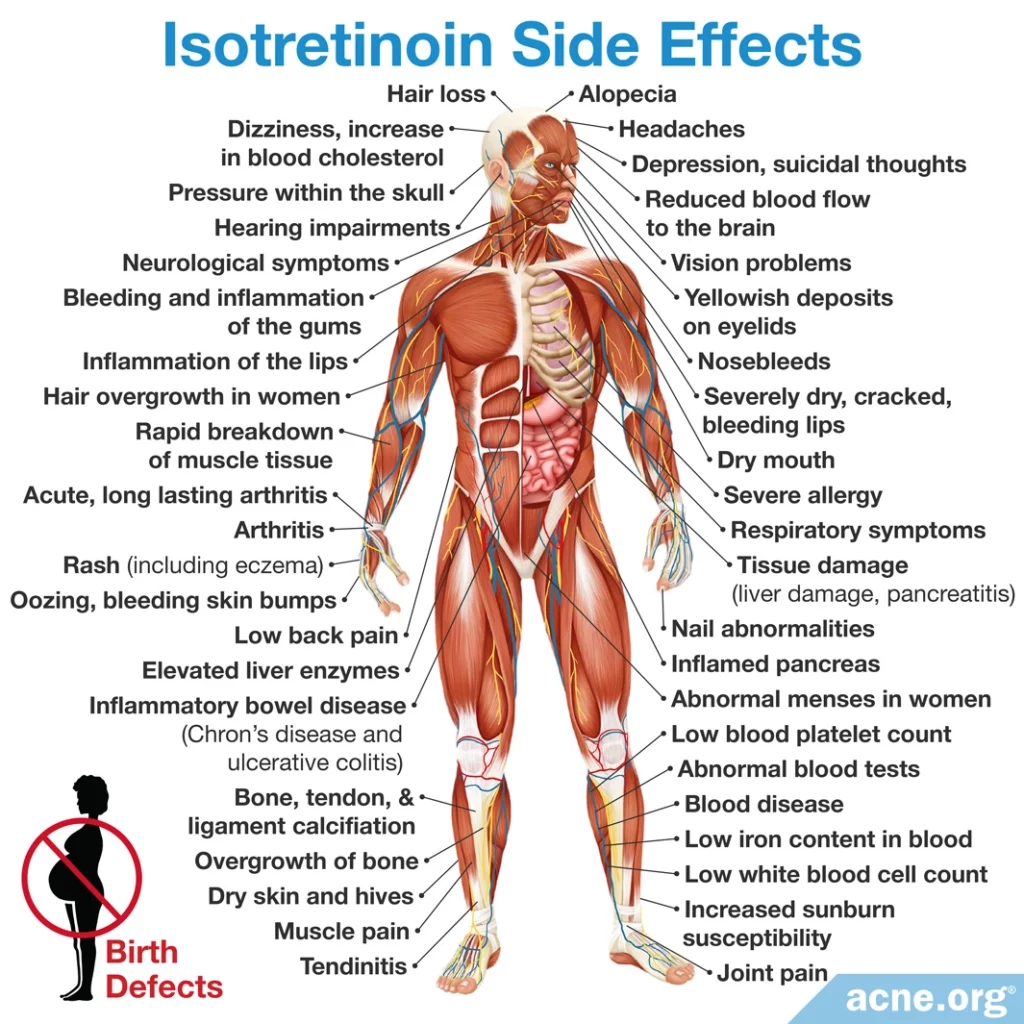 Isotretinoin Side Effects
Hair loss
Dizziness, increase
in blood cholesterol
Pressure within the skull
Hearing impairments
Neurological symptoms
Bleeding and inflammation
of the gums
Inflammation of the lips
Hair overgrowth in women
Rapid breakdown
of muscle tissue
Acute, long lasting arthritis
Arthritis
Rash (including eczema)
Oozing, bleeding skin bumps
Low back pain
Elevated liver enzymes
Inflammatory bowel disease
(Chron's disease and
ulcerative colitis)
Bone, tendon, &
ligament calcifiation
Overgrowth of bone
Dry skin and hives
Muscle pain
Tendinitis
Alopecia
Headaches
Depression, suicidal thoughts
Reduced blood flow
to the brain
Vision problems
Yellowish deposits
on eyelids
Nosebleeds
Severely dry, cracked,
bleeding lips
Dry mouth
Severe allergy
Respiratory symptoms
Tissue damage
(liver damage, pancreatitis)
Nail abnormalities
Inflamed pancreas
Abnormal menses in women
Low blood platelet count
Abnormal blood tests
Blood disease
Low iron content in blood
Low white blood cell count
Increased sunburn
susceptibility
Joint pain
Birth
Defects
acne.org®